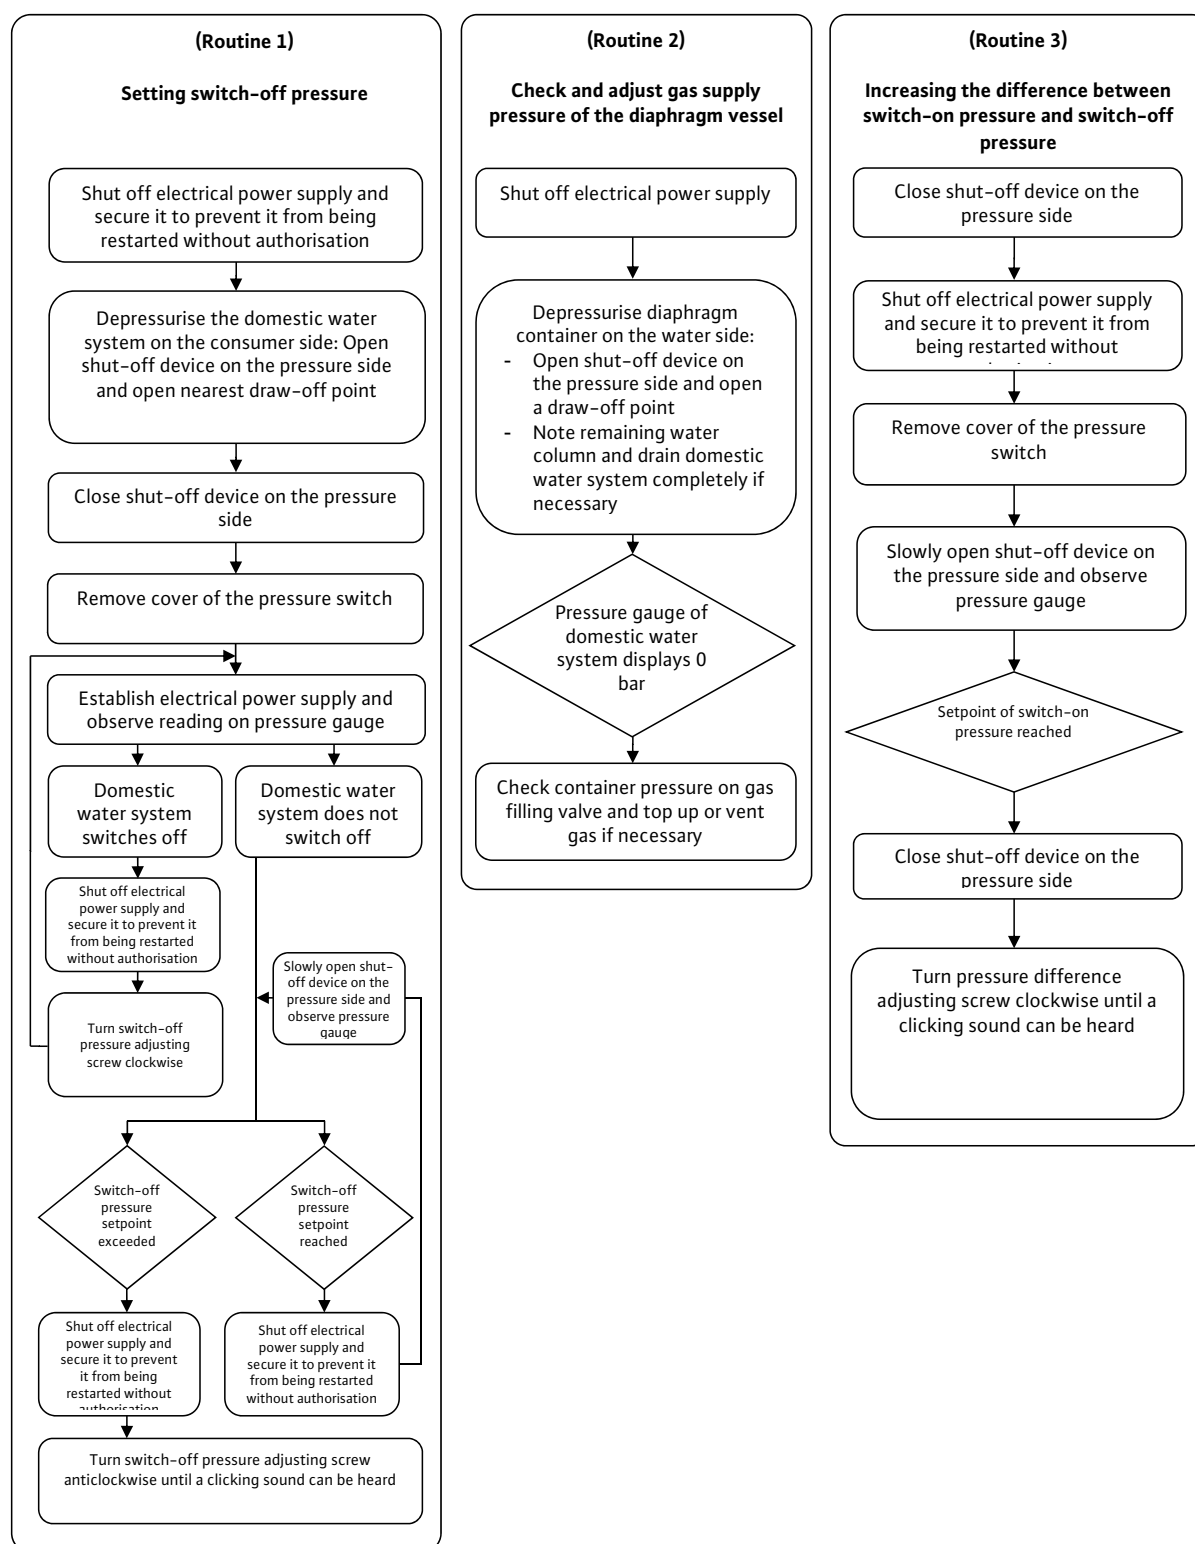 (Routine 1)
Setting switch-off pressure
Shut off electrical power supply and
secure it to prevent it from being
restarted without authorisation
Depressurise the domestic water
system on the consumer side: Open
shut-off device on the pressure side
and open nearest draw-off point
Close shut-off device on the pressure
side
Remove cover of the pressure switch
Establish electrical power supply and
observe reading on pressure gauge
Domestic
water system
switches off
Domestic water
system does not
switch off
Shut off electrical
power supply and
secure it to prevent it
from being restarted
without authorisation
Slowly open shut-
off device on the
pressure side and
observe pressure
gauge
Turn switch-off
pressure adjusting
screw clockwise
Switch-off
pressure
setpoint
exceeded
Switch-off
pressure
setpoint
reached
Shut off electrical
power supply and
secure it to prevent
it from being
restarted without
authorisation
Shut off electrical
power supply and
secure it to prevent it
from being restarted
without authorisation
Turn switch-off pressure adjusting screw
anticlockwise until a clicking sound can be heard
(Routine 2)
Check and adjust gas supply
pressure of the diaphragm vessel
Shut off electrical power supply
Depressurise diaphragm
container on the water side:
- Open shut-off device on
the pressure side and open
a draw-off point
- Note remaining water
column and drain domestic
water system completely if
necessary
Pressure gauge of
domestic water
system displays 0
bar
Check container pressure on gas
filling valve and top up or vent
gas if necessary
(Routine 3)
Increasing the difference between
switch-on pressure and switch-off
pressure
Close shut-off device on the
pressure side
Shut off electrical power supply
and secure it to prevent it from
being restarted without
Remove cover of the pressure
switch
Slowly open shut-off device on
the pressure side and observe
pressure gauge
Setpoint of switch-on
pressure reached
Close shut-off device on the
pressure side
Turn pressure difference
adjusting screw clockwise until a
clicking sound can be heard